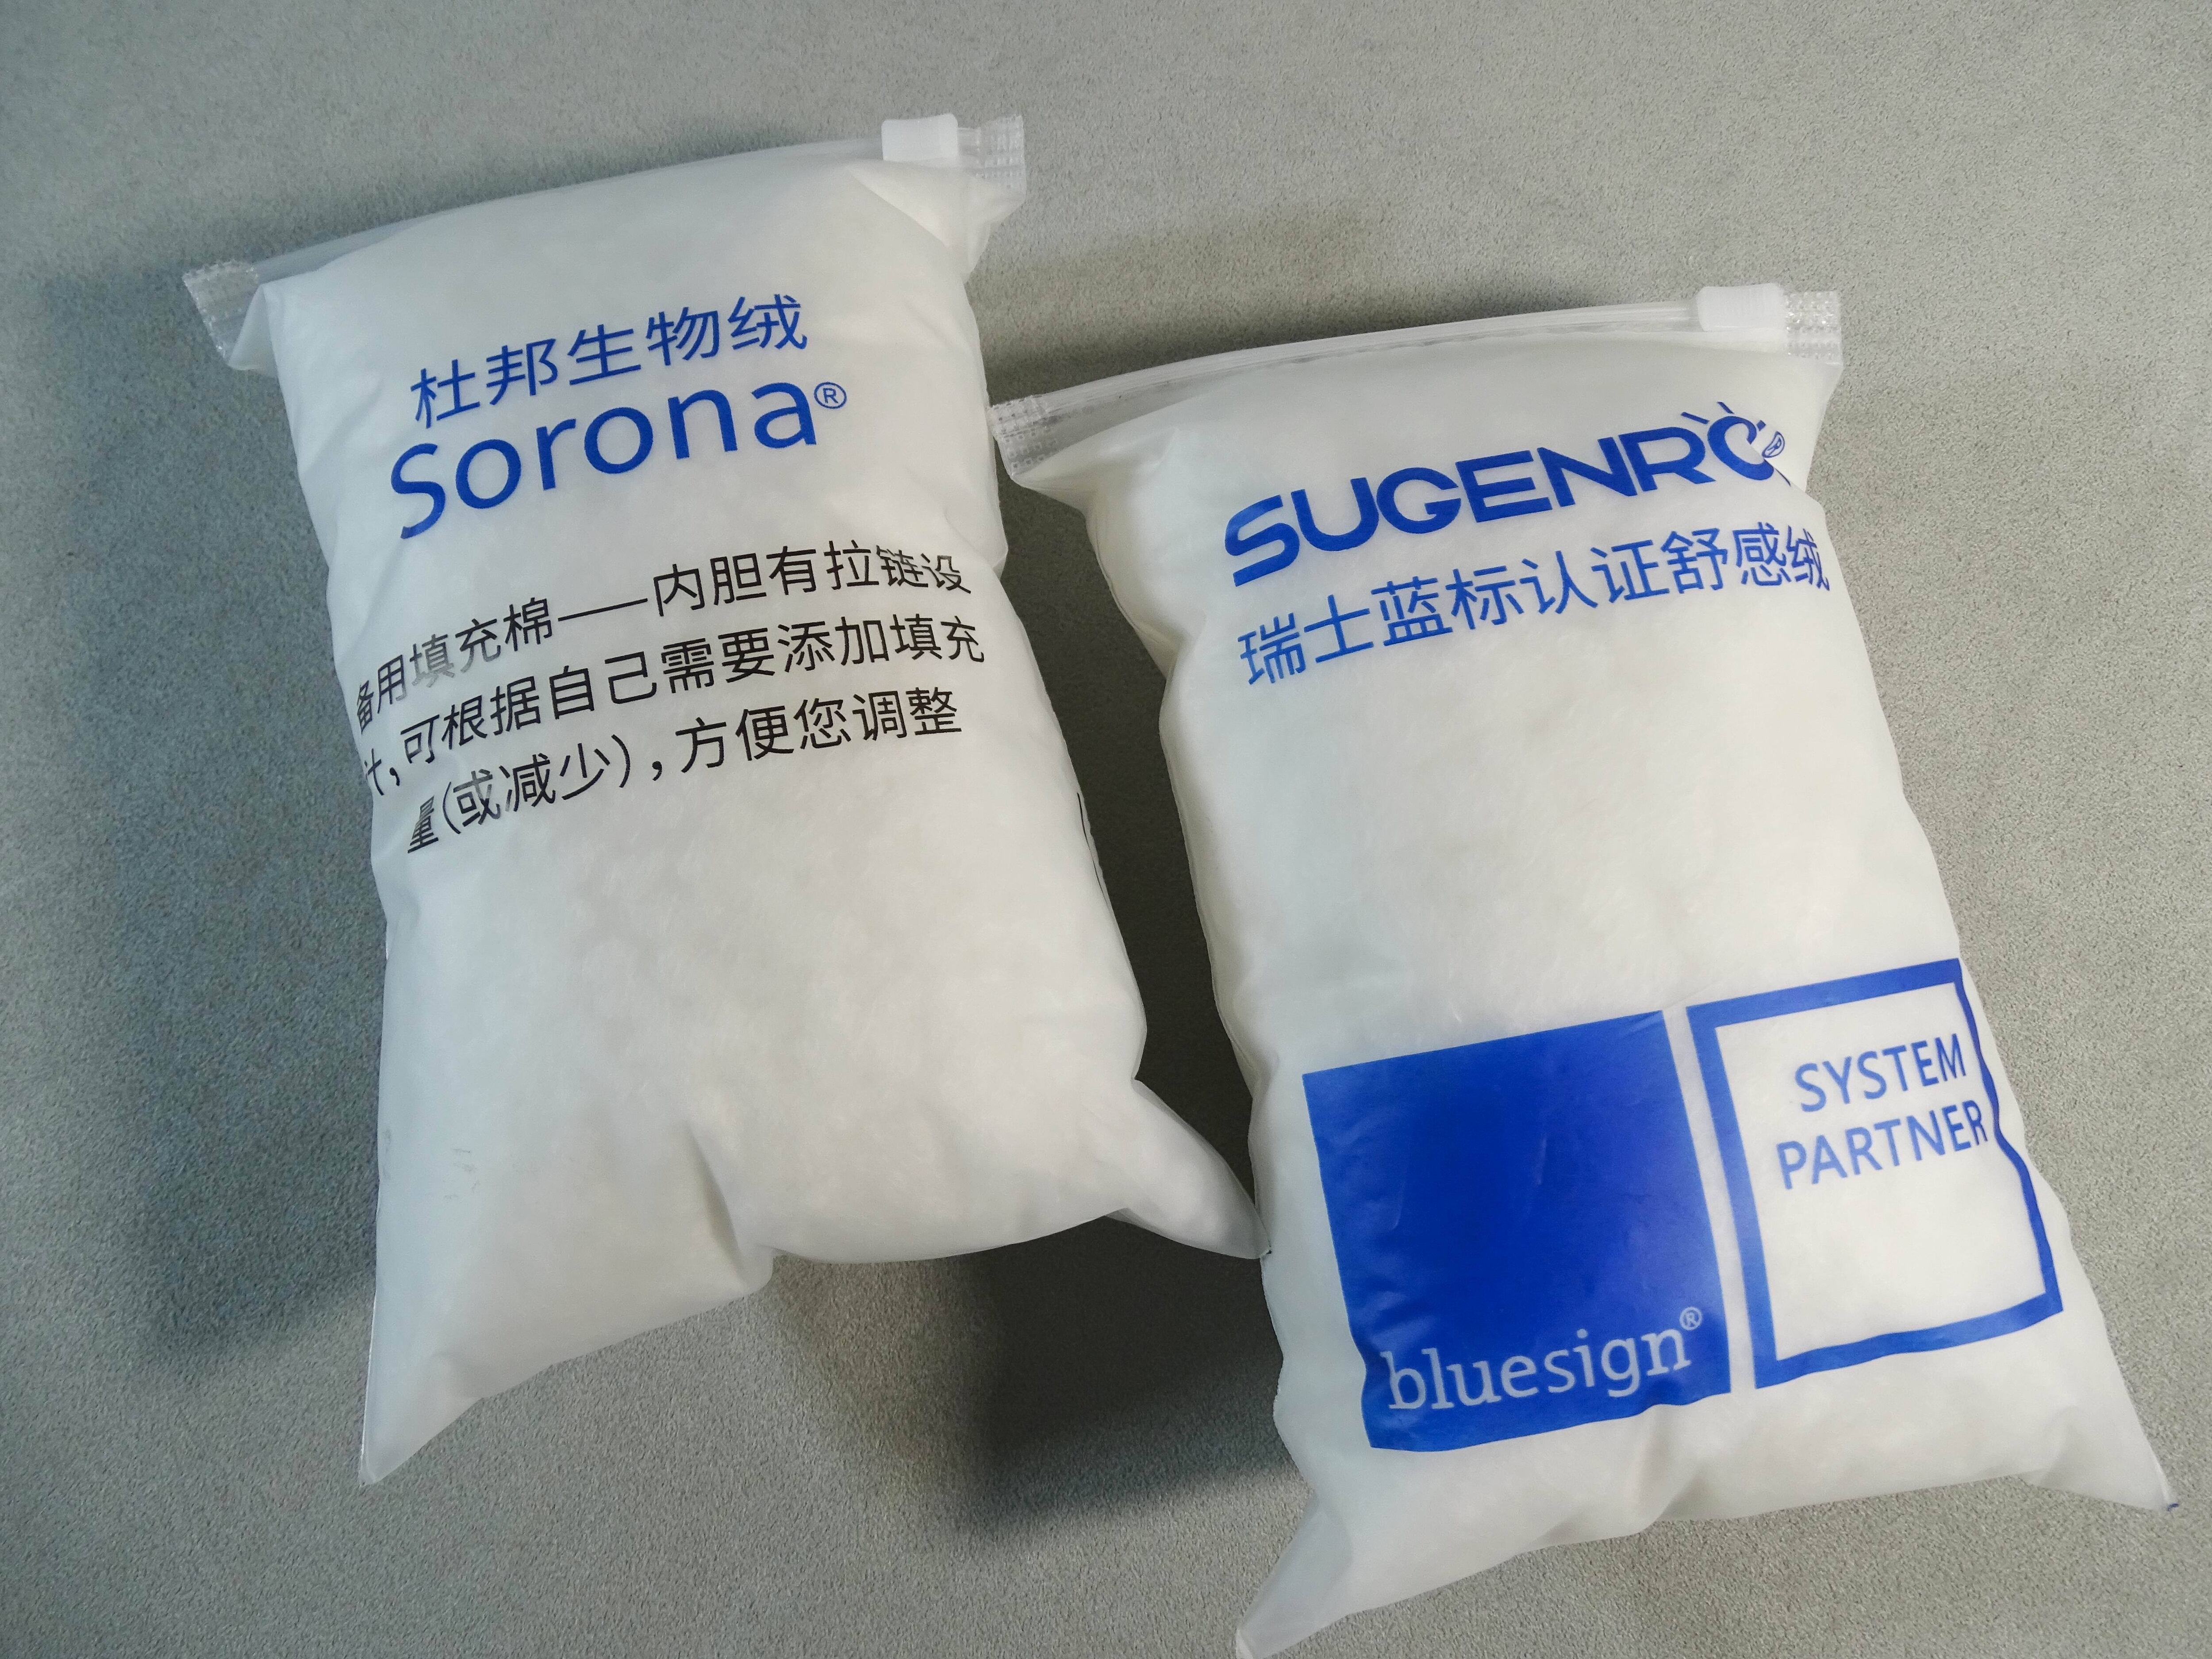 杜邦生物绒
Sorona®
备用填充棉——内胆有拉链设
计，可根据自己需要添加填充
量（或减少），方便您调整
SUGENRO
瑞士蓝标认证舒感绒
SYSTEM
PARTNER
bluesign®